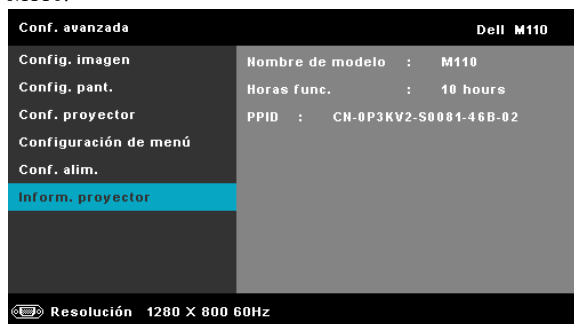 Conf. avanzada Dell M110
Config. imagen
Config. pant.
Conf. proyector
Configuración de menú
Conf. alim.
Inform. proyector
Nombre de modelo : M110
Horas func. : 10 hours
PPID : CN-0P3KV2-S0081-46B-02
Resolución 1280 X 800 60Hz